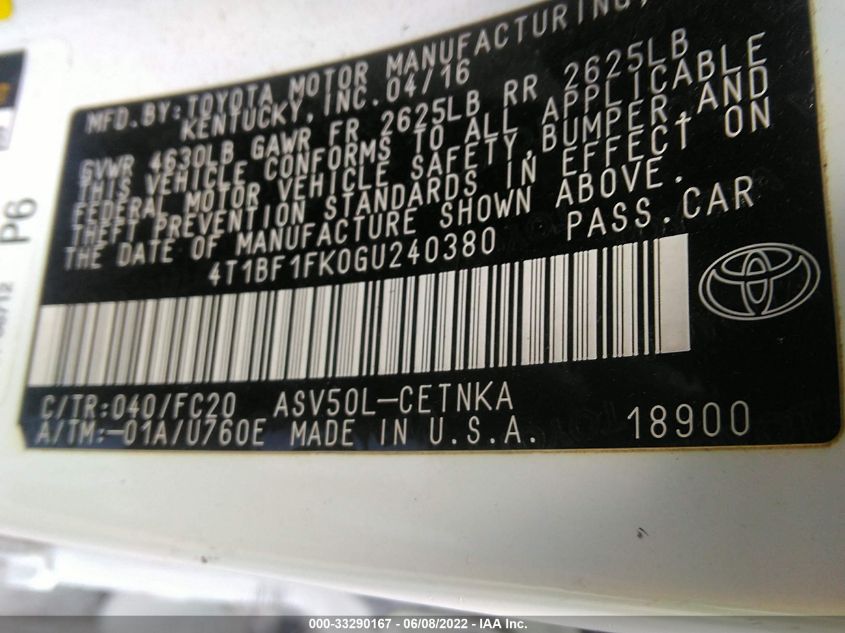 MFD.BY:TOYOTA MOTOR MANUFACTURING,
KENTUCKY, INC.04/16
GVWR 4630LB GAWR FR 2625LB RR 2625LB
THIS VEHICLE CONFORMS TO ALL APPLICABLE
FEDERAL MOTOR VEHICLE SAFETY,BUMPER,AND
THEFT PREVENTION STANDARDS IN EFFECT ON
THE DATE OF MANUFACTURE SHOWN ABOVE.
4T1BF1FK0GU240380 PASS.CAR
C/TR:040/FC20 ASV50L-CETNKA
A/TM:-01A/U760E MADE IN U.S.A. 18900
P6
000-33290167 - 06/08/2022 - IAA Inc.